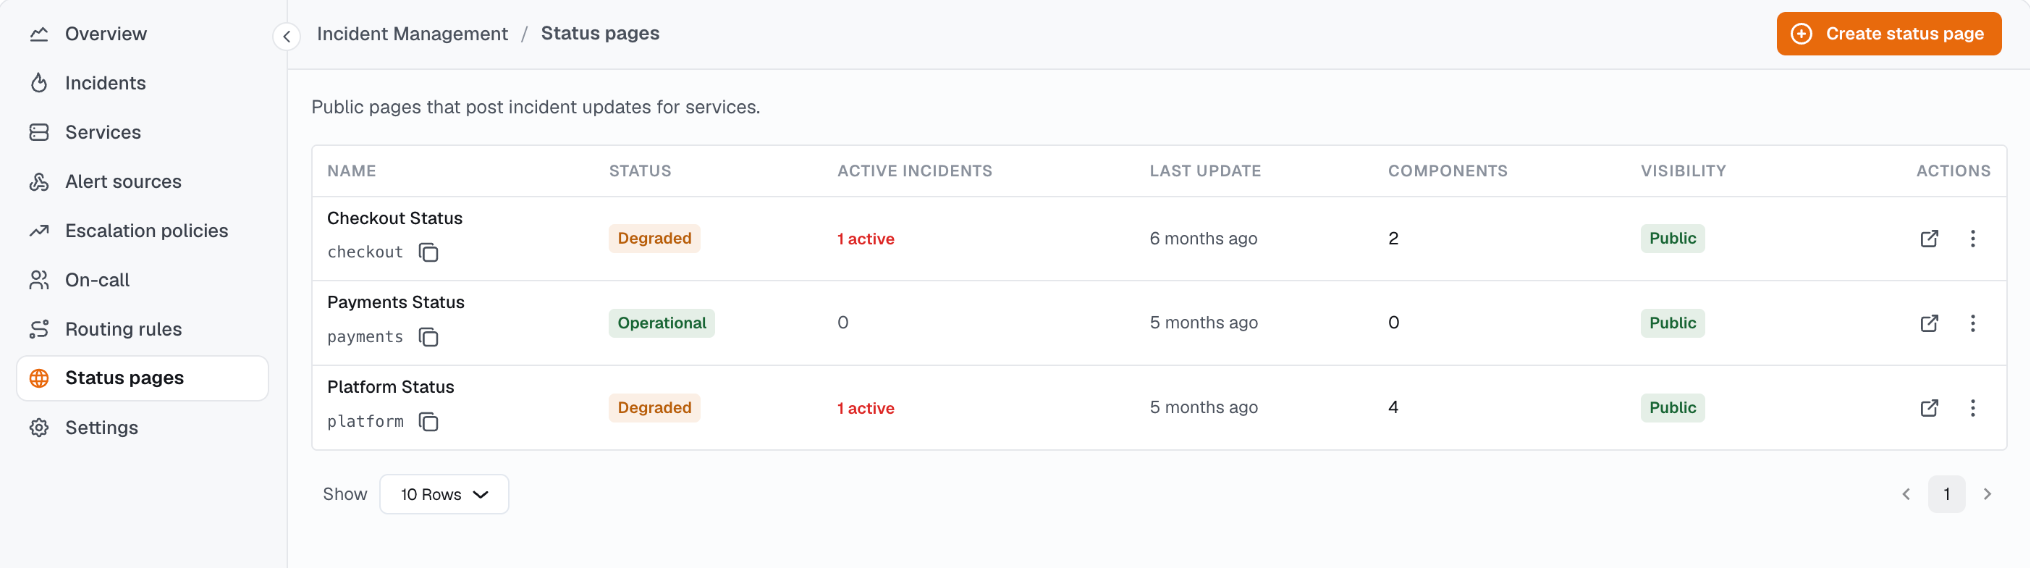 Overview
Incidents
Services
Alert sources
Escalation policies
On-call
Routing rules
Status pages
Settings
Incident Management / Status pages
Create status page
Public pages that post incident updates for services.
NAME STATUS ACTIVE INCIDENTS LAST UPDATE COMPONENTS VISIBILITY ACTIONS
Checkout Status
checkout
Degraded 1 active 6 months ago 2 Public
Payments Status
payments
Operational 0 5 months ago 0 Public
Platform Status
platform
Degraded 1 active 5 months ago 4 Public
Show 10 Rows
1